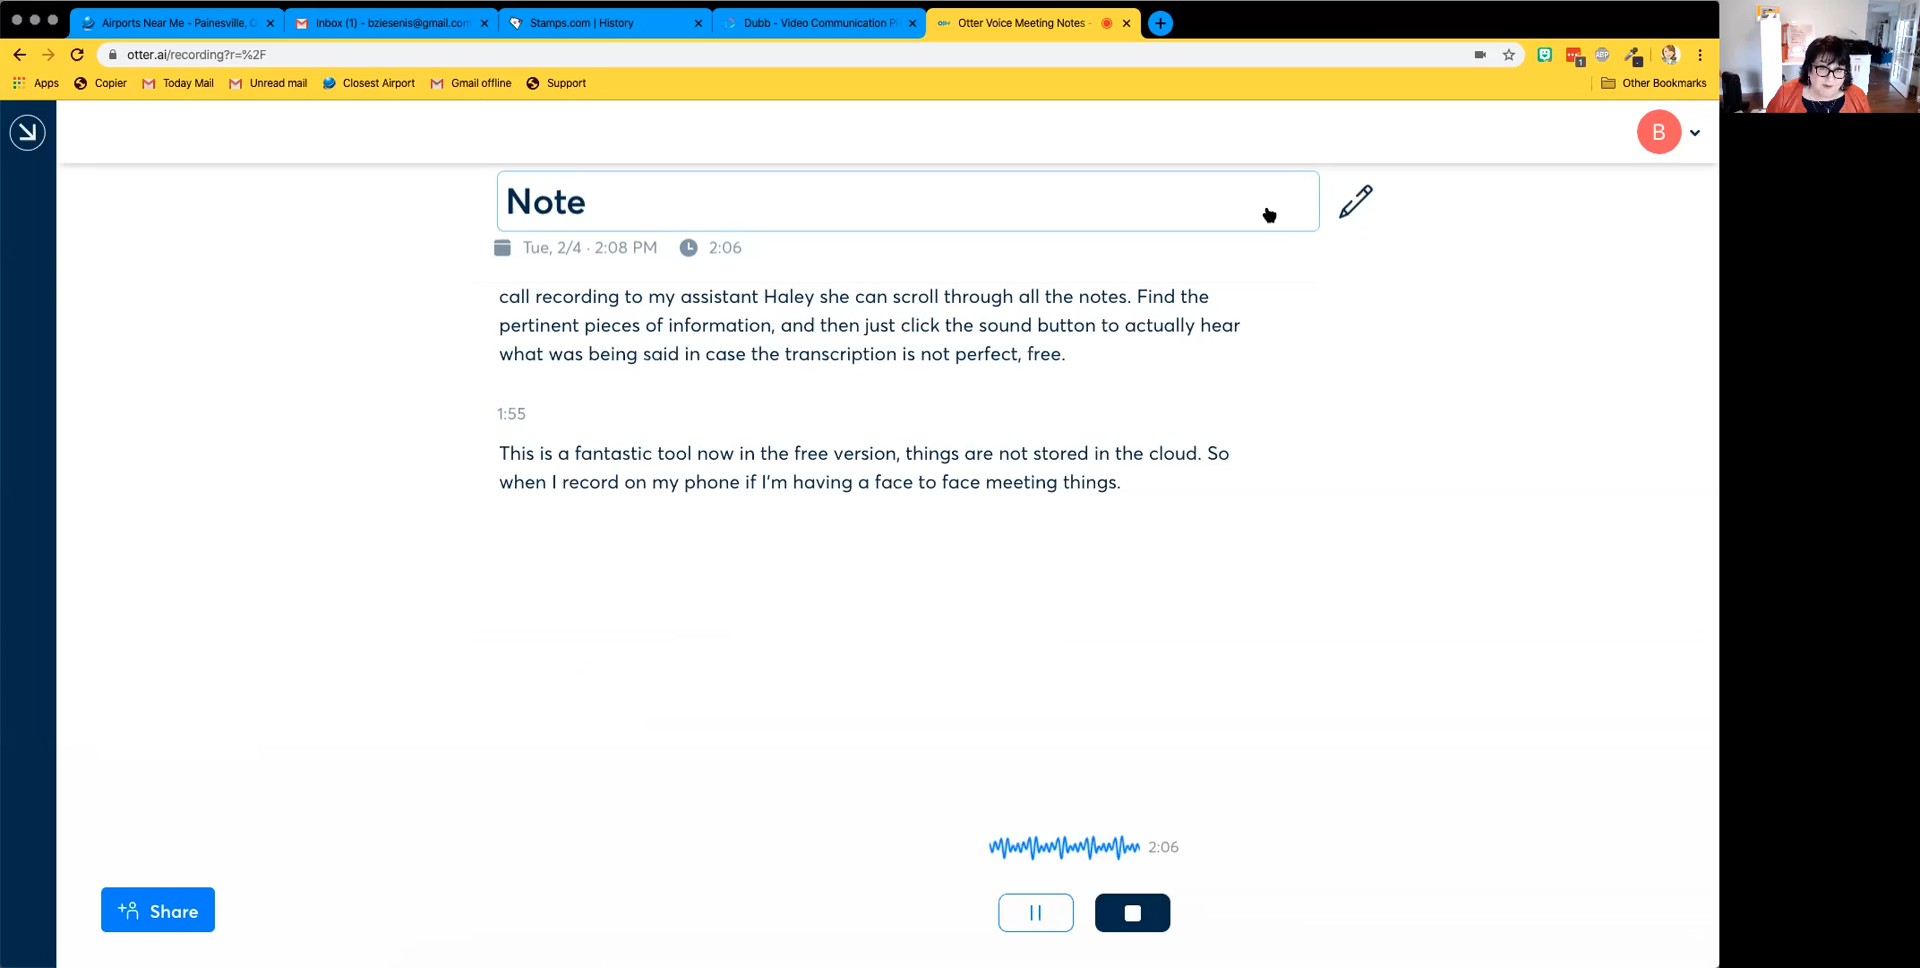 Airports Near Me - Painesville, O
Inbox (1) - bziesenis@gmail.com
Stamps.com | History
Dubb - Video Communication P
Otter Voice Meeting Notes -
otter.ai/recording?r=%2F
1
ABP
Apps
Copier
Today Mail
Unread mail
Closest Airport
Gmail offline
Support
Other Bookmarks
B
Note
Tue, 2/4 · 2:08 PM
2:06
call recording to my assistant Haley she can scroll through all the notes. Find the
pertinent pieces of information, and then just click the sound button to actually hear
what was being said in case the transcription is not perfect, free.
1:55
This is a fantastic tool now in the free version, things are not stored in the cloud. So
when I record on my phone if I'm having a face to face meeting things.
2:06
Share